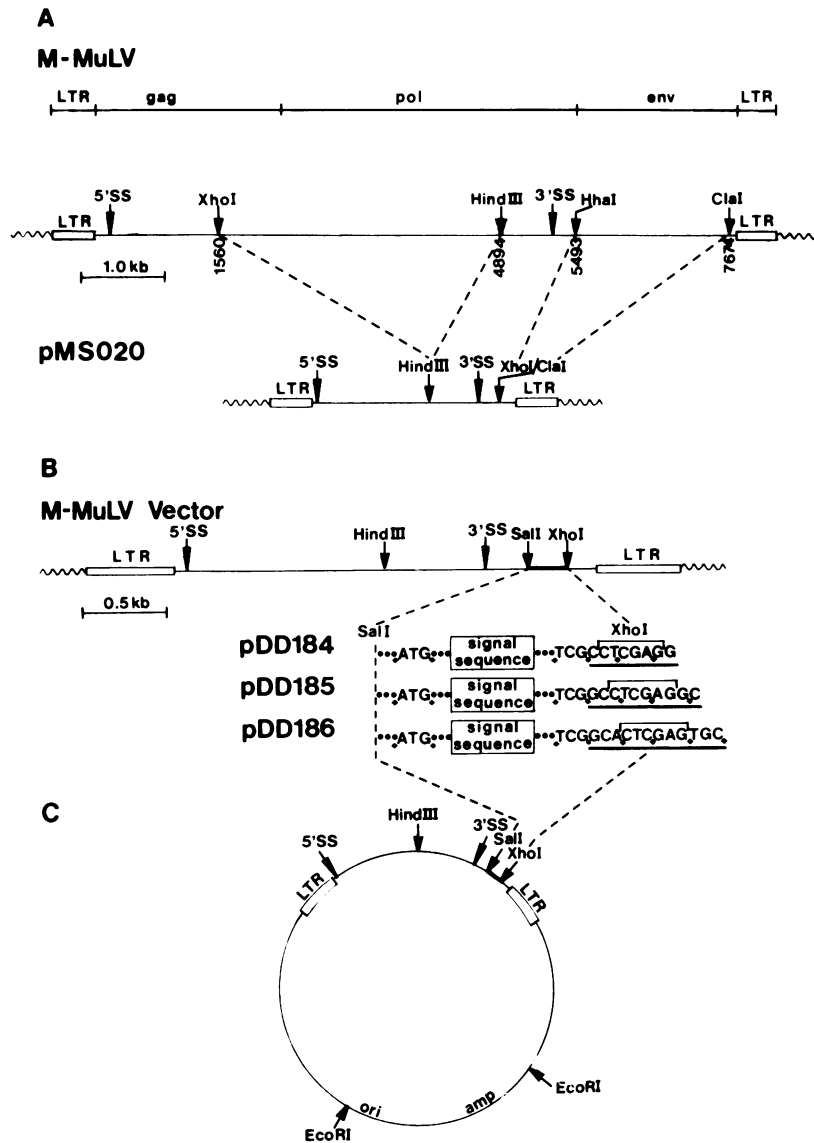 A
M-MuLV
LTR gag pol env LTR
5'SS XhoI HindIII 3'SS HhaI ClaI
LTR LTR
1560 4894 5493 7674
1.0 kb
pMS020
5'SS HindIII 3'SS XhoI/ClaI
LTR LTR
B
M-MuLV Vector
5'SS HindIII 3'SS SalI XhoI
LTR LTR
0.5 kb
SalI XhoI
pDD184 ATG signal sequence TCGCCTCGAGG
pDD185 ATG signal sequence TCGGCCTCGAGGC
pDD186 ATG signal sequence TCGGCACTCGAGTGC
C
HindIII
5'SS 3'SS
SalI
XhoI
LTR LTR
EcoRI
ori amp
EcoRI